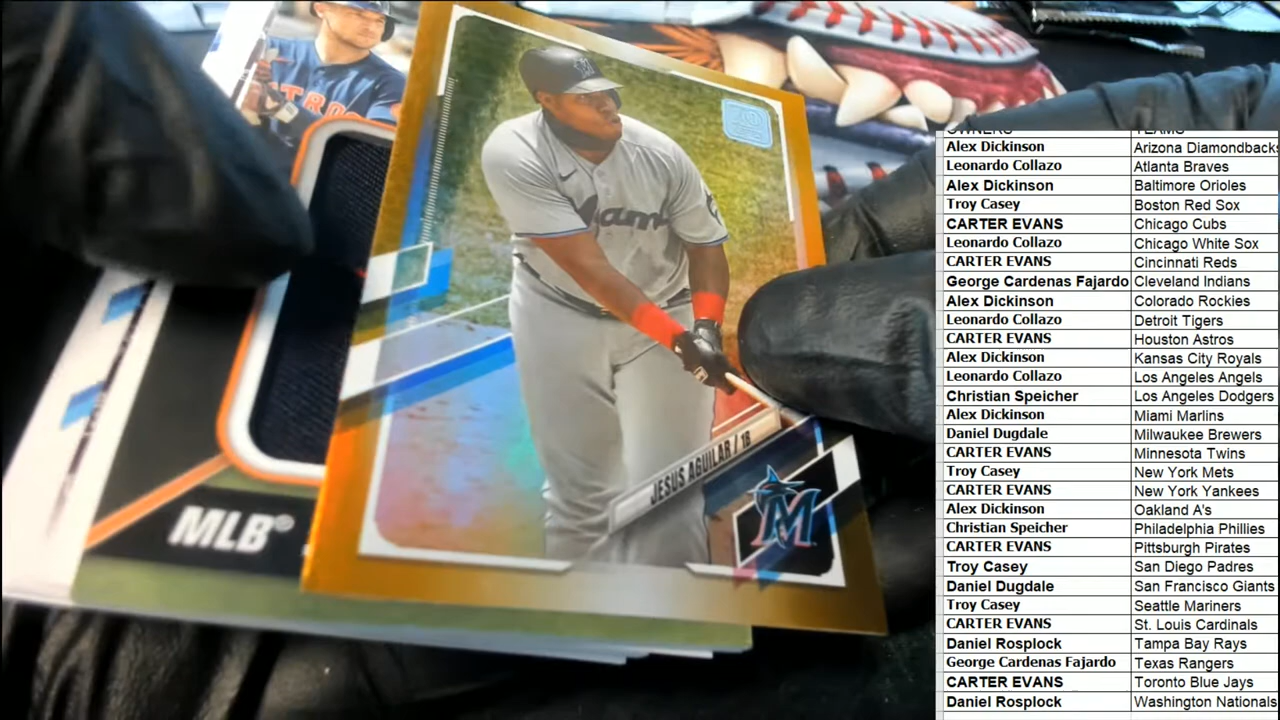 TRO
70
Miami
JESUS AGUILAR / 1B
M
MLB®
OWNERS TEAMS
Alex Dickinson Arizona Diamondbacks
Leonardo Collazo Atlanta Braves
Alex Dickinson Baltimore Orioles
Troy Casey Boston Red Sox
CARTER EVANS Chicago Cubs
Leonardo Collazo Chicago White Sox
CARTER EVANS Cincinnati Reds
George Cardenas Fajardo Cleveland Indians
Alex Dickinson Colorado Rockies
Leonardo Collazo Detroit Tigers
CARTER EVANS Houston Astros
Alex Dickinson Kansas City Royals
Leonardo Collazo Los Angeles Angels
Christian Speicher Los Angeles Dodgers
Alex Dickinson Miami Marlins
Daniel Dugdale Milwaukee Brewers
CARTER EVANS Minnesota Twins
Troy Casey New York Mets
CARTER EVANS New York Yankees
Alex Dickinson Oakland A's
Christian Speicher Philadelphia Phillies
CARTER EVANS Pittsburgh Pirates
Troy Casey San Diego Padres
Daniel Dugdale San Francisco Giants
Troy Casey Seattle Mariners
CARTER EVANS St. Louis Cardinals
Daniel Rosplock Tampa Bay Rays
George Cardenas Fajardo Texas Rangers
CARTER EVANS Toronto Blue Jays
Daniel Rosplock Washington Nationals